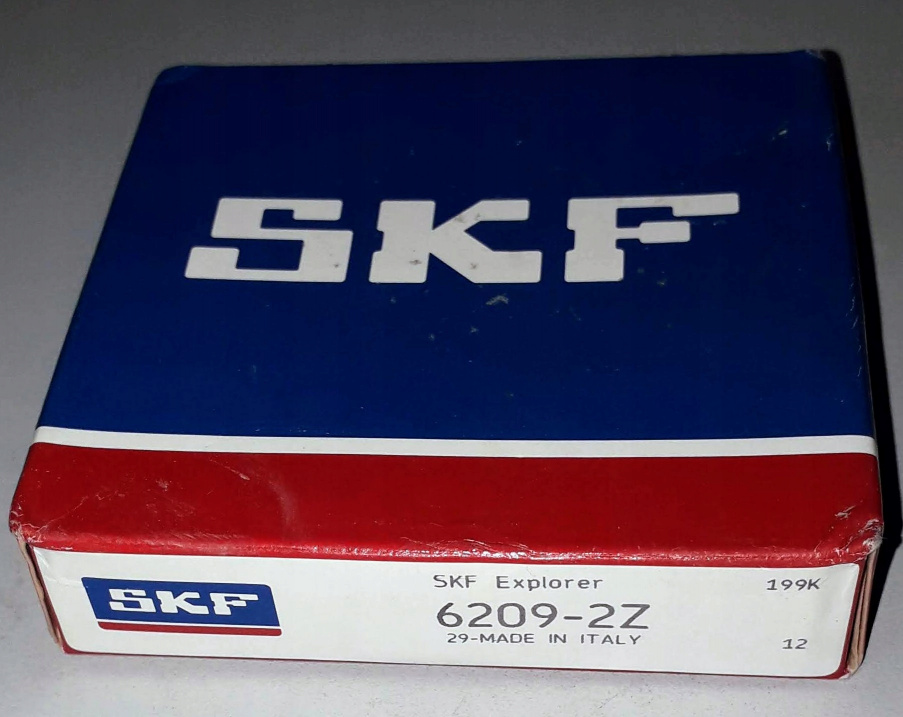 SKF
SKF
SKF Explorer
6209-2Z
29-MADE IN ITALY
199K
12